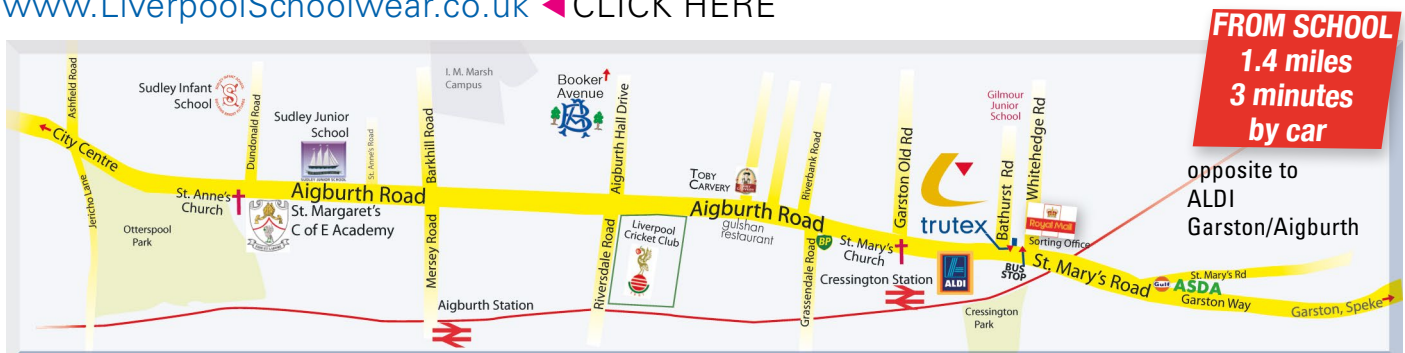 www.LiverpoolSchoolwear.co.uk ◀ CLICK HERE
FROM SCHOOL
1.4 miles
3 minutes
by car
opposite to
ALDI
Garston/Aigburth
City Centre
Ashfield Road
Jericho Lane
Otterspool
Park
Sudley Infant
School
Dundonald Road
St. Anne's
Church
Sudley Junior
School
SUDLEY JUNIOR SCHOOL
St. Anne's Road
St. Margaret's
C of E Academy
Aigburth Road
Barkhill Road
Mersey Road
I. M. Marsh
Campus
Aigburth Station
Booker
Avenue
Aigburth Hall Drive
Riversdale Road
Liverpool
Cricket Club
TOBY
CARVERY
Aigburth Road
gulshan
restaurant
Riverbank Road
Grassendale Road
BP
St. Mary's
Church
Garston Old Rd
Cressington Station
trutex
ALDI
Gilmour
Junior
School
Bathurst Rd
Whitehedge Rd
BUS
STOP
Royal Mail
Sorting Office
Cressington
Park
St. Mary's Road
Gulf
ASDA
St. Mary's Rd
Garston Way
Garston, Speke